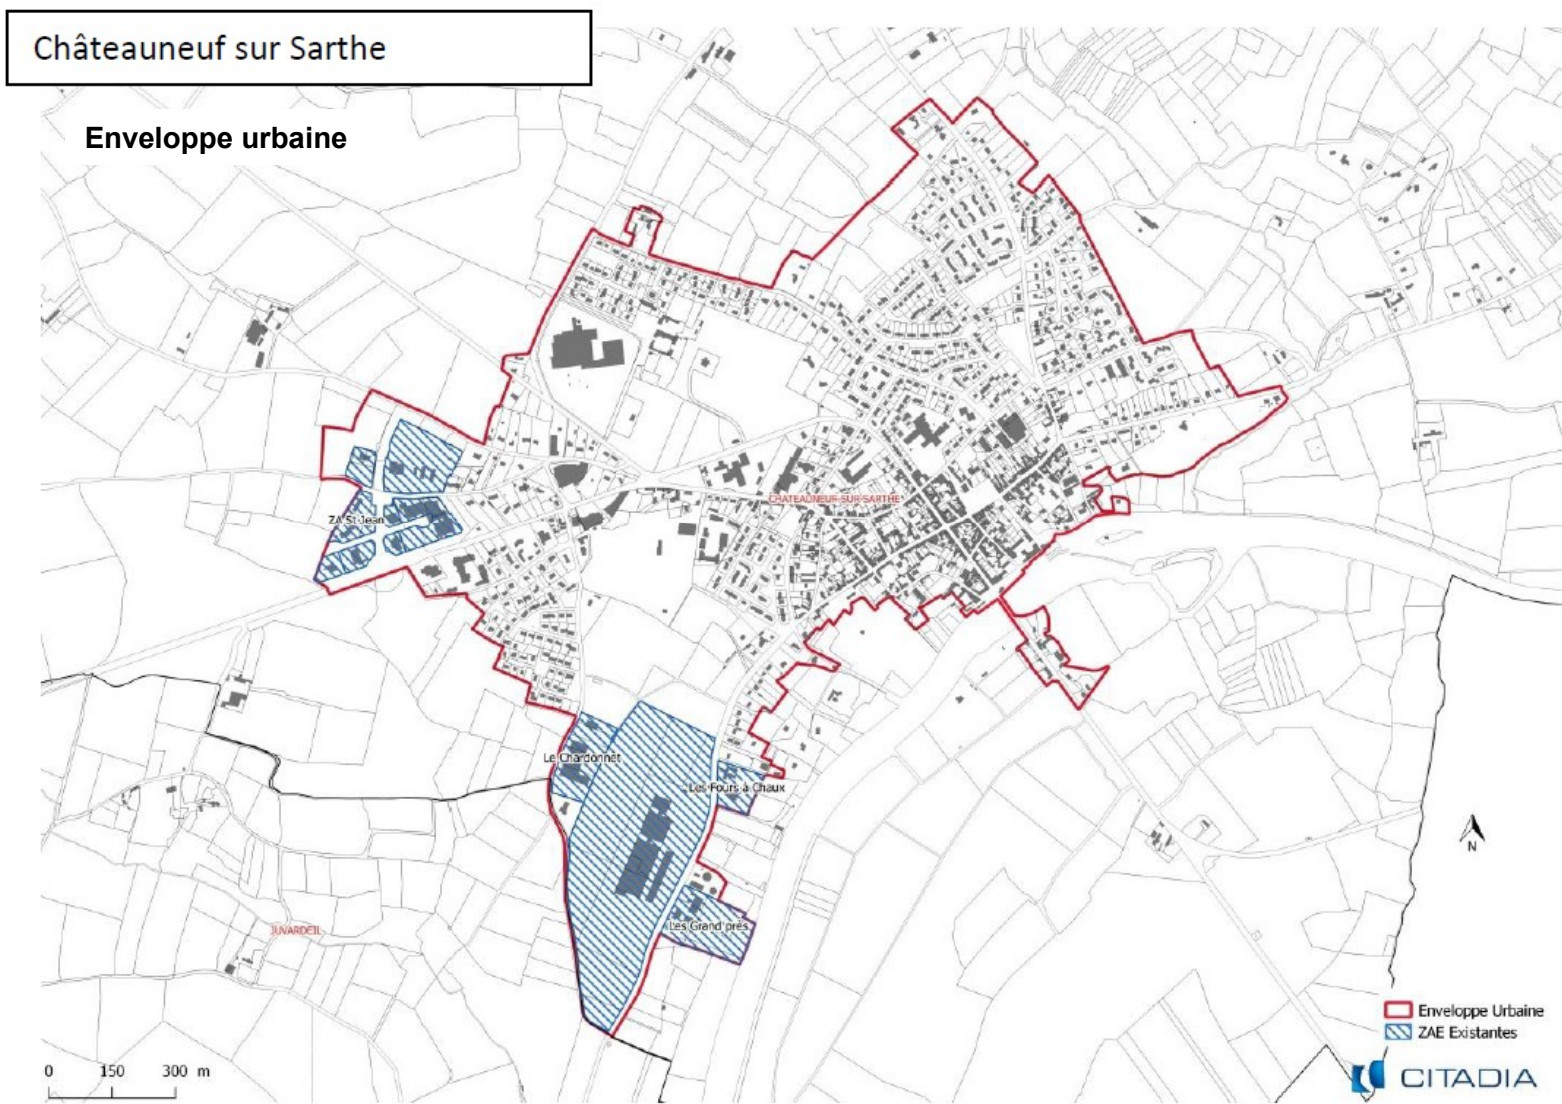 Châteauneuf sur Sarthe
Enveloppe urbaine
CHATEAUNEUF-SUR-SARTHE
ZA St Jean
Le Chardonnet
Les Fours à Chaux
Les Grand prés
JUVARDEIL
N
Enveloppe Urbaine
ZAE Existantes
0 150 300 m
CITADIA